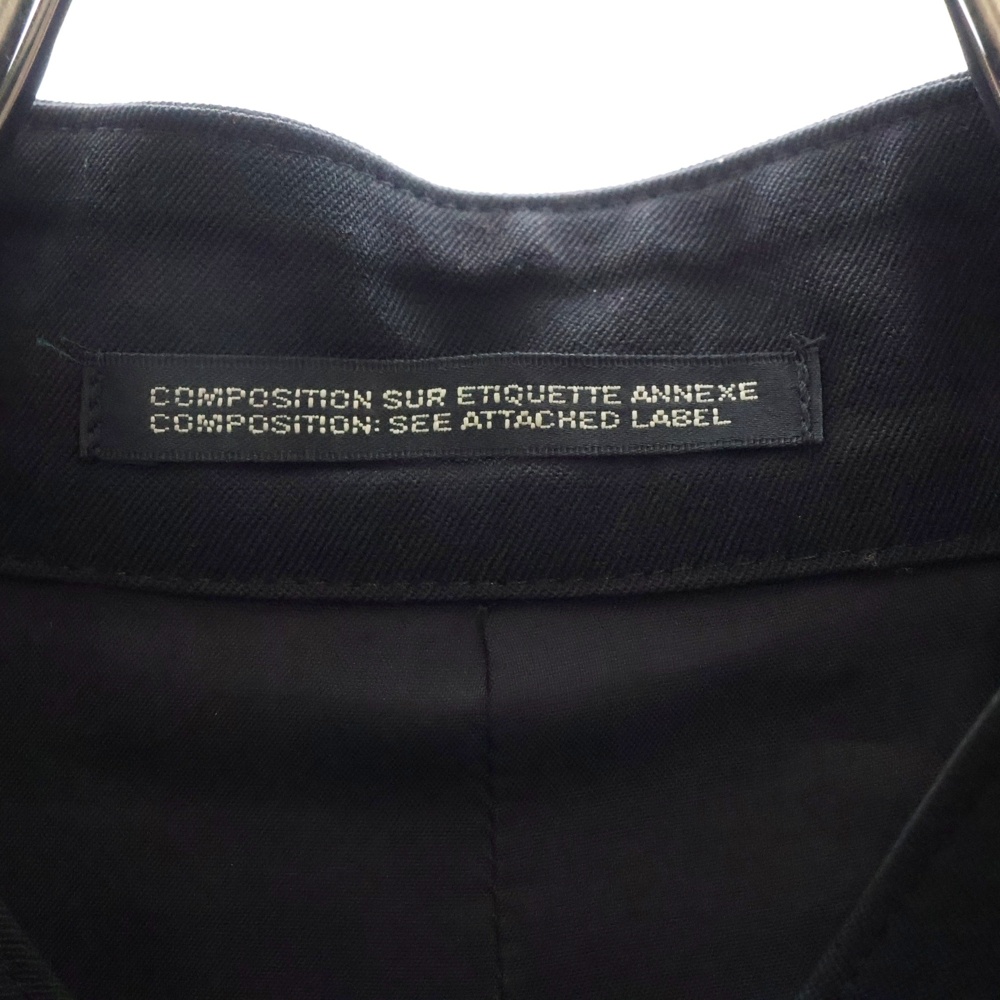 COMPOSITION SUR ETIQUETTE ANNEXE
COMPOSITION: SEE ATTACHED LABEL